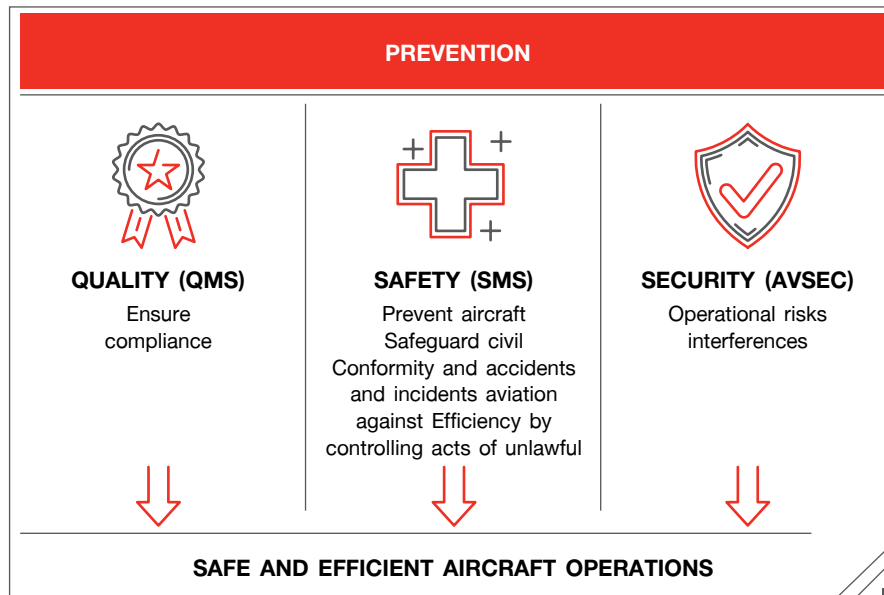 PREVENTION
QUALITY (QMS)
Ensure
compliance
SAFETY (SMS)
Prevent aircraft
Safeguard civil
Conformity and accidents
and incidents aviation
against Efficiency by
controlling acts of unlawful
SECURITY (AVSEC)
Operational risks
interferences
SAFE AND EFFICIENT AIRCRAFT OPERATIONS